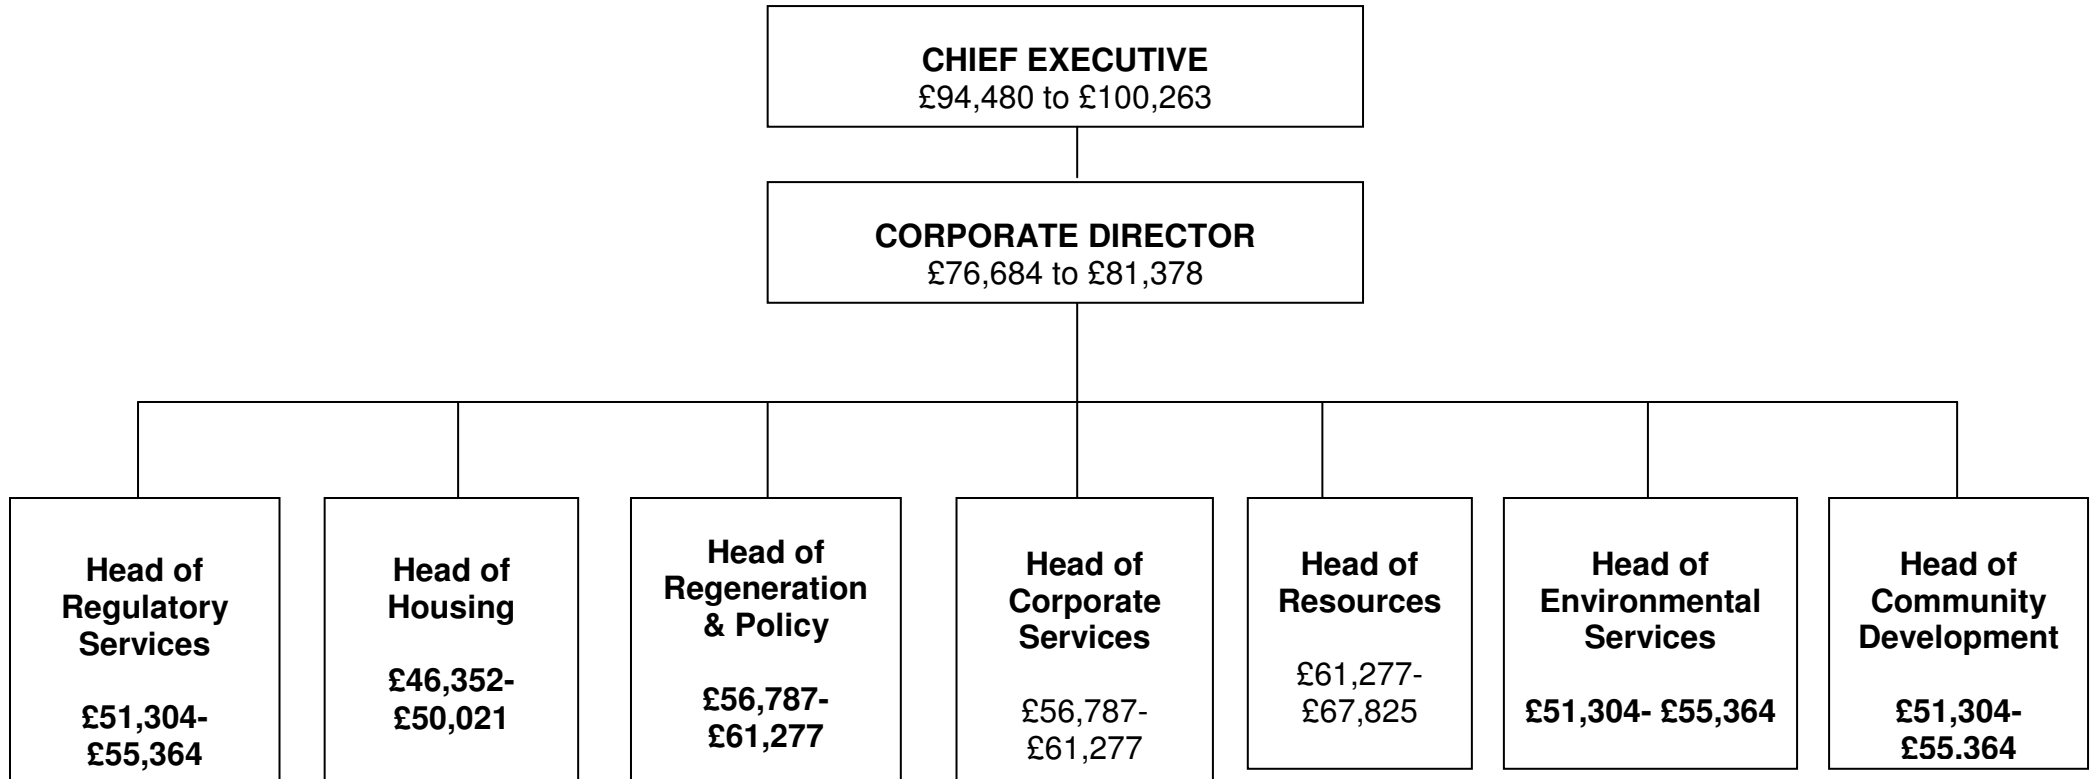 CHIEF EXECUTIVE
£94,480 to £100,263
CORPORATE DIRECTOR
£76,684 to £81,378
Head of
Regulatory
Services
£51,304-
£55,364
Head of
Housing
£46,352-
£50,021
Head of
Regeneration
& Policy
£56,787-
£61,277
Head of
Corporate
Services
£56,787-
£61,277
Head of
Resources
£61,277-
£67,825
Head of
Environmental
Services
£51,304- £55,364
Head of
Community
Development
£51,304-
£55.364